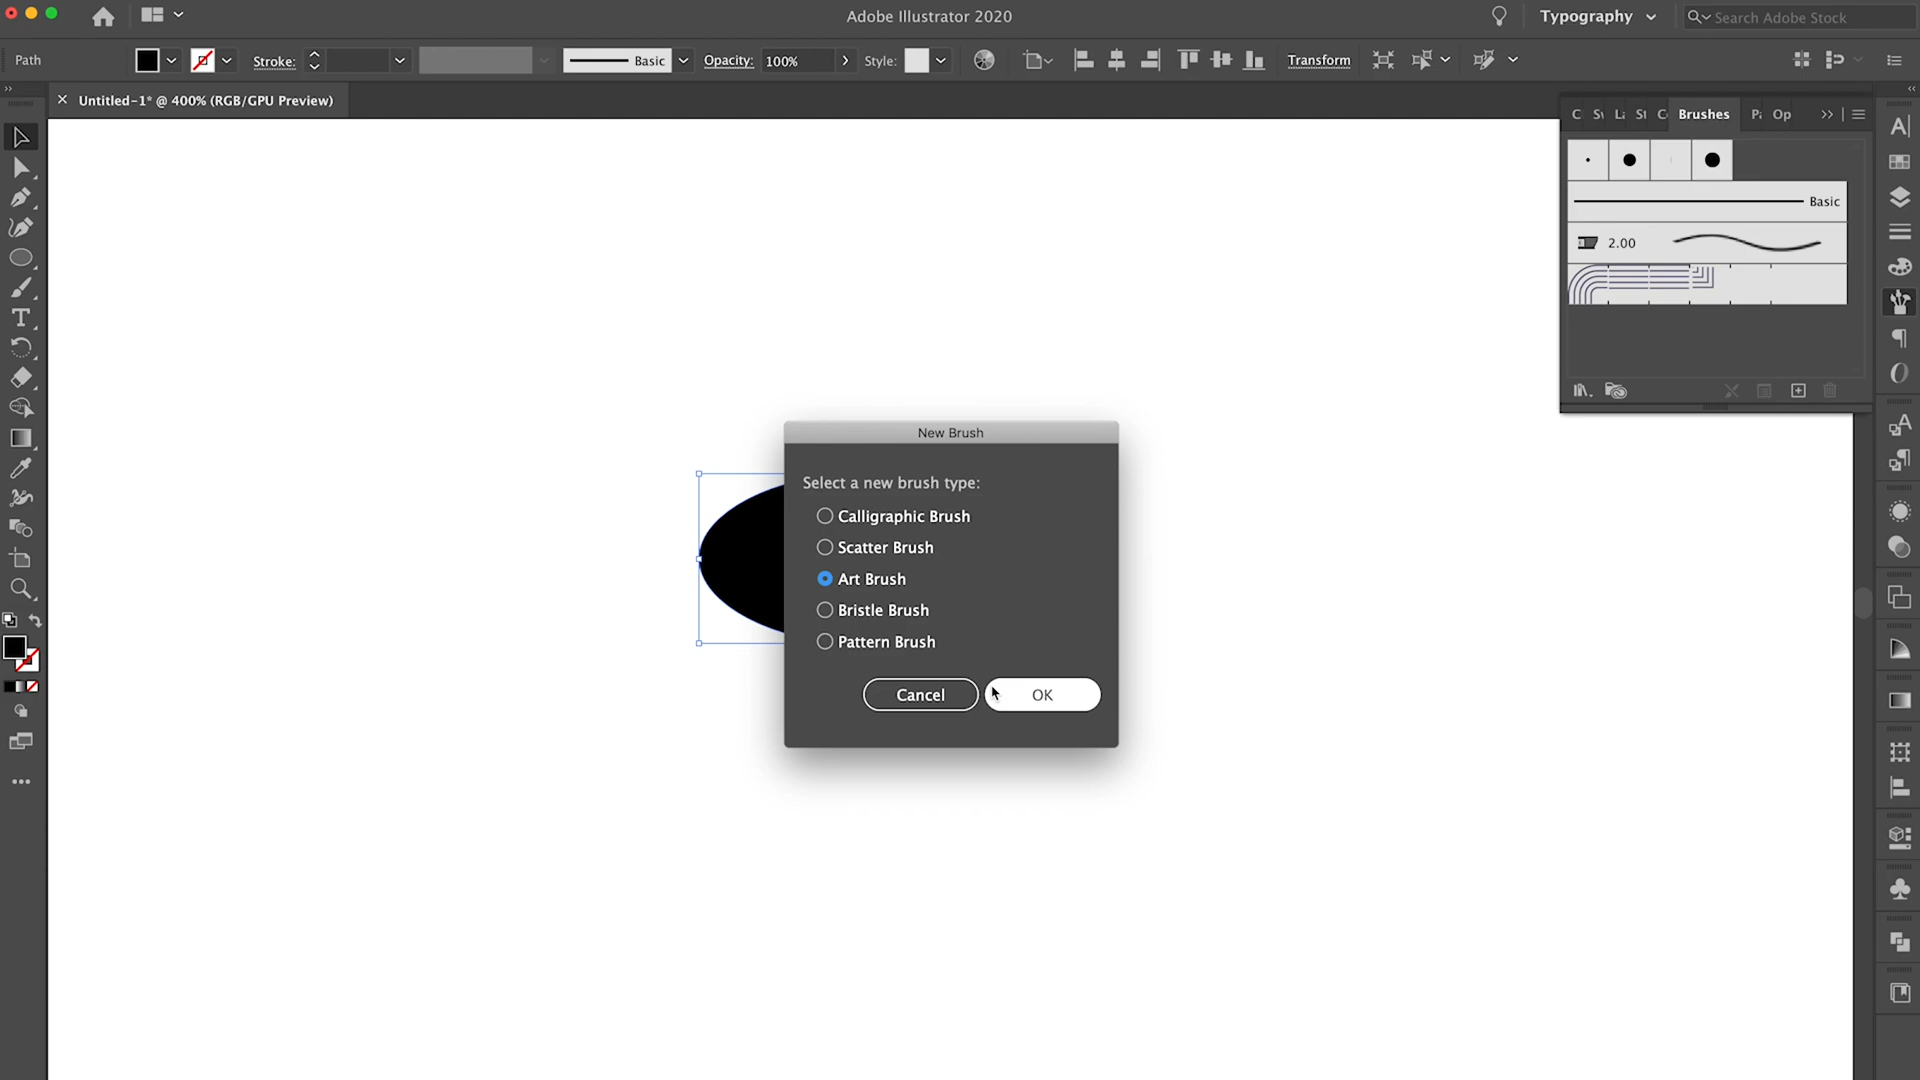 Adobe Illustrator 2020
Typography
Search Adobe Stock
Path
Stroke:
Basic
Opacity:
100%
Style:
Transform
Untitled-1* @ 400% (RGB/GPU Preview)
Brushes
Op
Basic
2.00
New Brush
Select a new brush type:
Calligraphic Brush
Scatter Brush
Art Brush
Bristle Brush
Pattern Brush
Cancel
OK